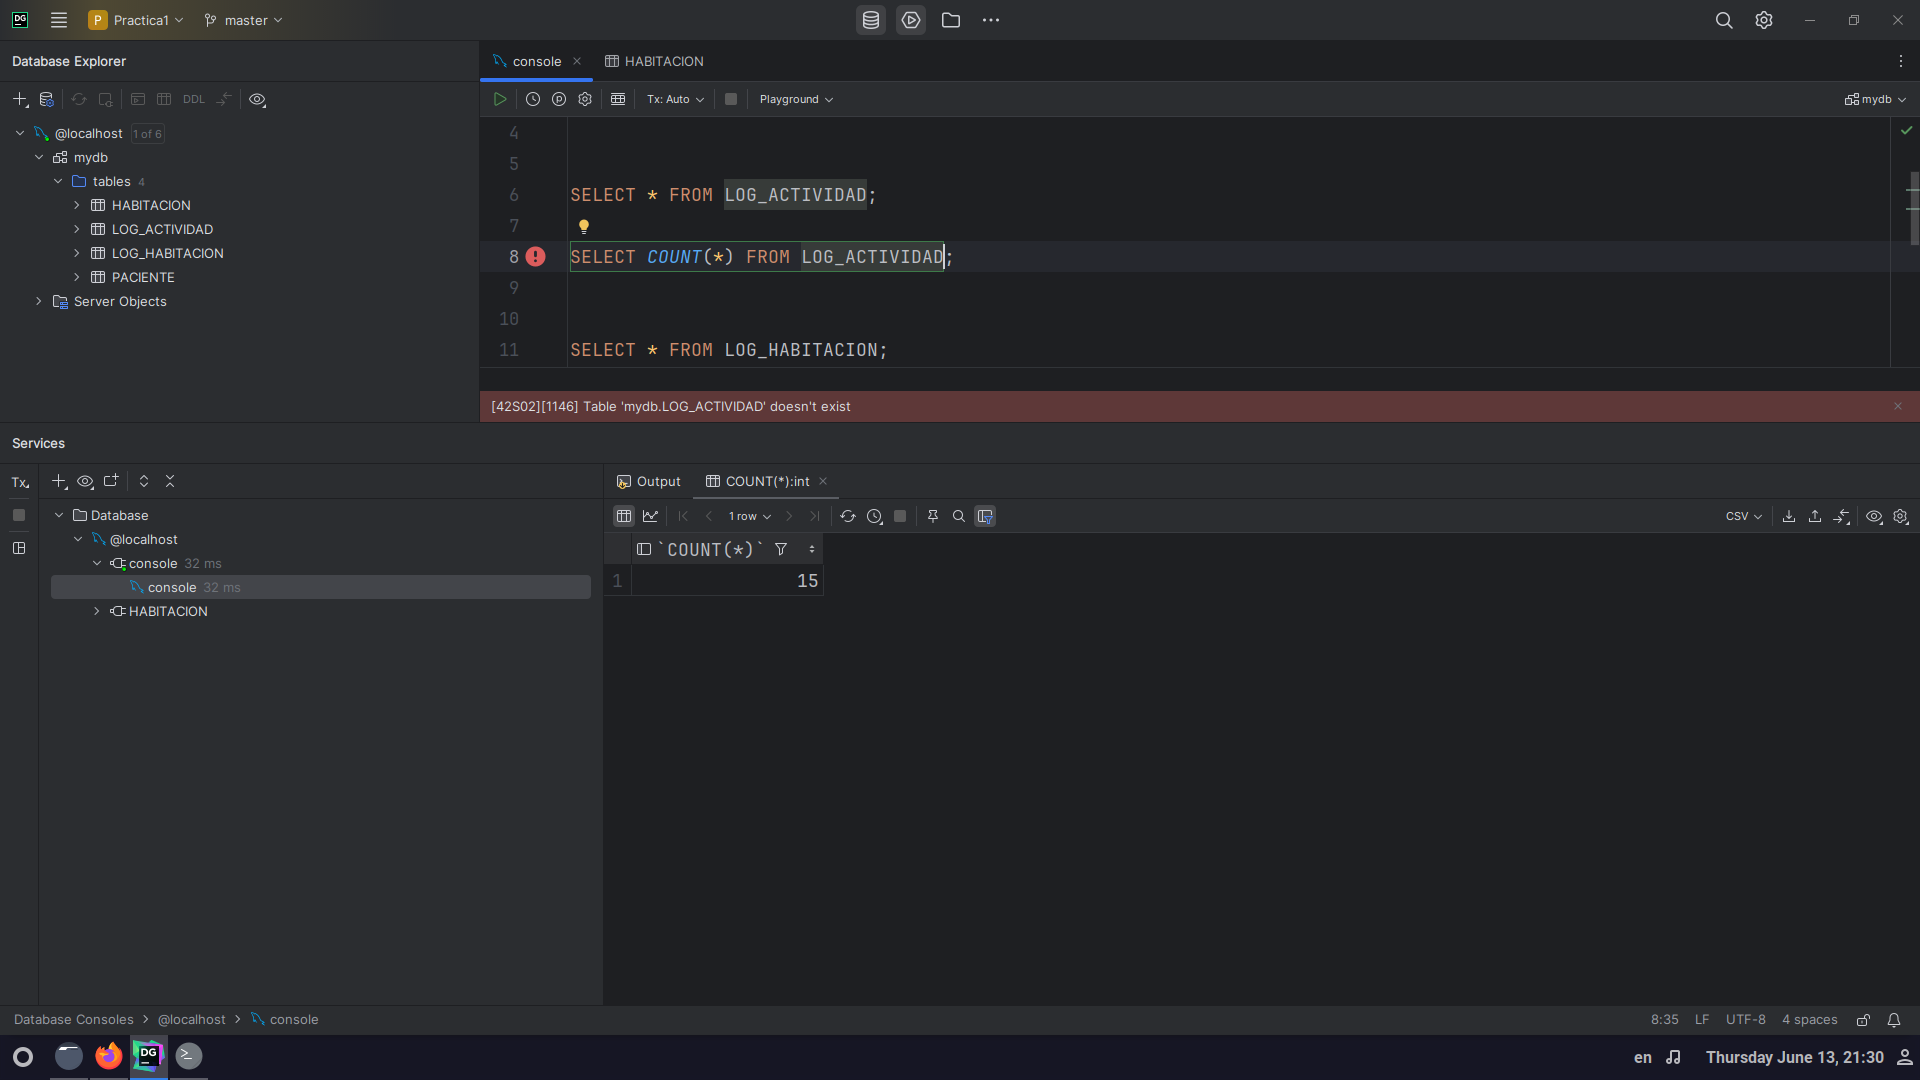 DG
P Practica1
master
Database Explorer
console
HABITACION
DDL
Tx: Auto
Playground
mydb
@localhost 1 of 6
mydb
tables 4
HABITACION
LOG_ACTIVIDAD
LOG_HABITACION
PACIENTE
Server Objects
4
5
6 SELECT * FROM LOG_ACTIVIDAD;
7
8 SELECT COUNT(*) FROM LOG_ACTIVIDAD;
9
10
11 SELECT * FROM LOG_HABITACION;
[42S02][1146] Table 'mydb.LOG_ACTIVIDAD' doesn't exist
Services
Tx
Database
@localhost
console 32 ms
console 32 ms
HABITACION
Output
COUNT(*):int
1 row
CSV
`COUNT(*)`
1 15
Database Consoles > @localhost > console
8:35 LF UTF-8 4 spaces
DG
en
Thursday June 13, 21:30